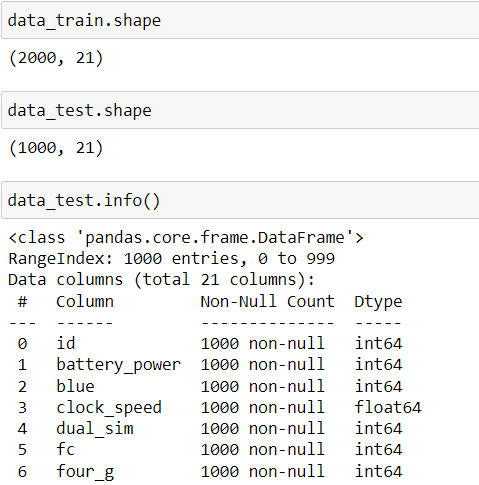 data_train.shape
(2000, 21)
data_test.shape
(1000, 21)
data_test.info()
<class 'pandas.core.frame.DataFrame'>
RangeIndex: 1000 entries, 0 to 999
Data columns (total 21 columns):
 #   Column         Non-Null Count  Dtype
---  ------         --------------  -----
 0   id             1000 non-null   int64
 1   battery_power  1000 non-null   int64
 2   blue           1000 non-null   int64
 3   clock_speed    1000 non-null   float64
 4   dual_sim       1000 non-null   int64
 5   fc             1000 non-null   int64
 6   four_g         1000 non-null   int64